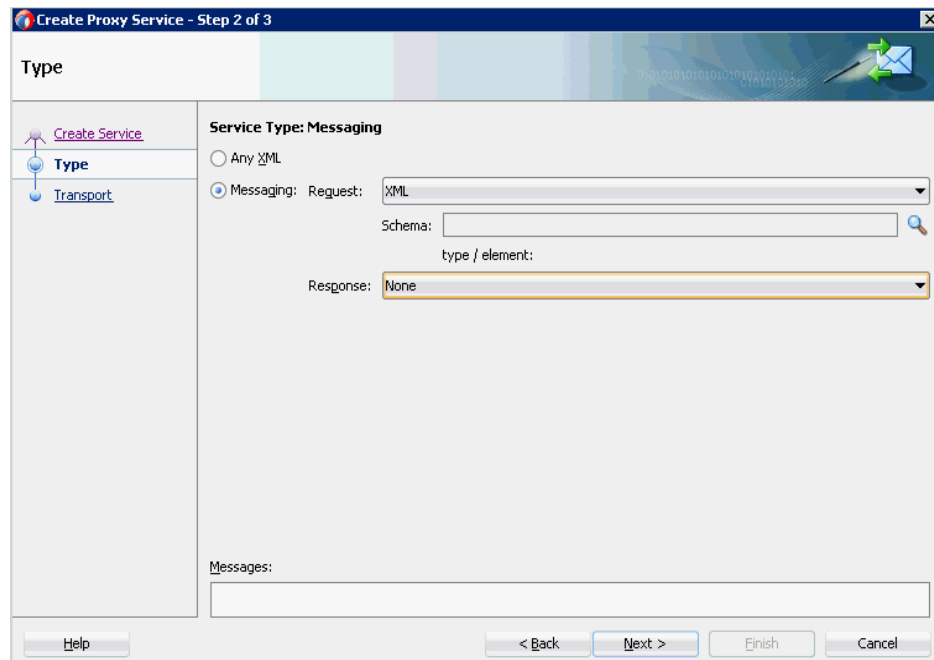 Create Proxy Service - Step 2 of 3
Type
Create Service
Type
Transport
Service Type: Messaging
Any XML
Messaging: Request: XML
Schema:
type / element:
Response: None
Messages:
Help
< Back
Next >
Finish
Cancel